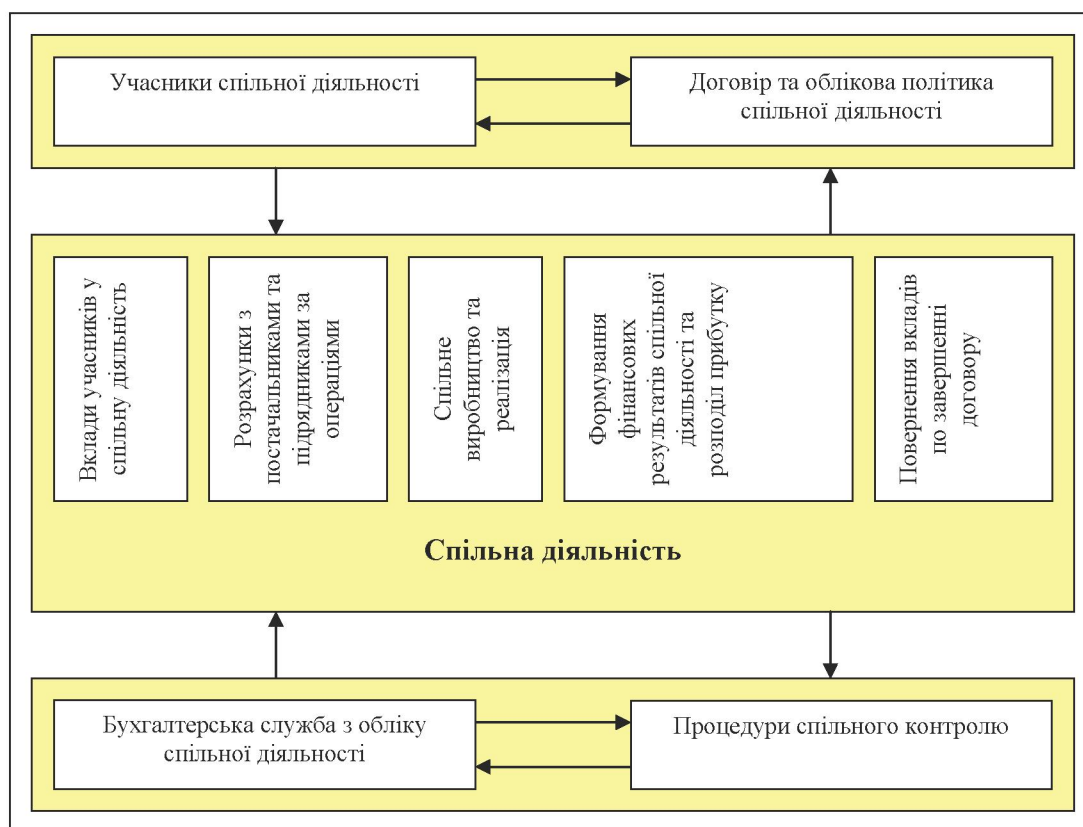 Учасники спільної діяльності
Договір та облікова політика
спільної діяльності
Вклади учасників у
спільну діяльність
Розрахунки з
постачальниками та
підрядниками за
операціями
Спільне
виробництво та
реалізація
Формування
фінансових
результатів спільної
діяльності та
розподіл прибутку
Повернення вкладів
по завершенні
договору
Спільна діяльність
Бухгалтерська служба з обліку
спільної діяльності
Процедури спільного контролю